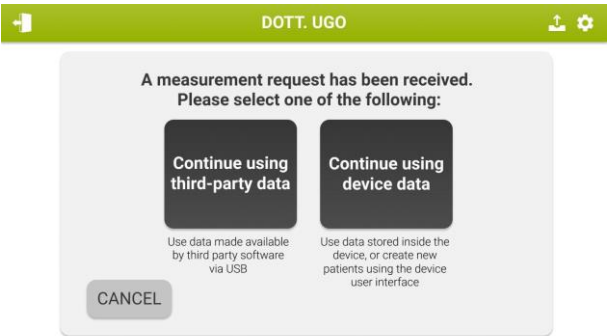 DOTT. UGO
A measurement request has been received.
Please select one of the following:
Continue using
third-party data
Continue using
device data
Use data made available
by third party software
via USB
Use data stored inside the
device, or create new
patients using the device
user interface
CANCEL